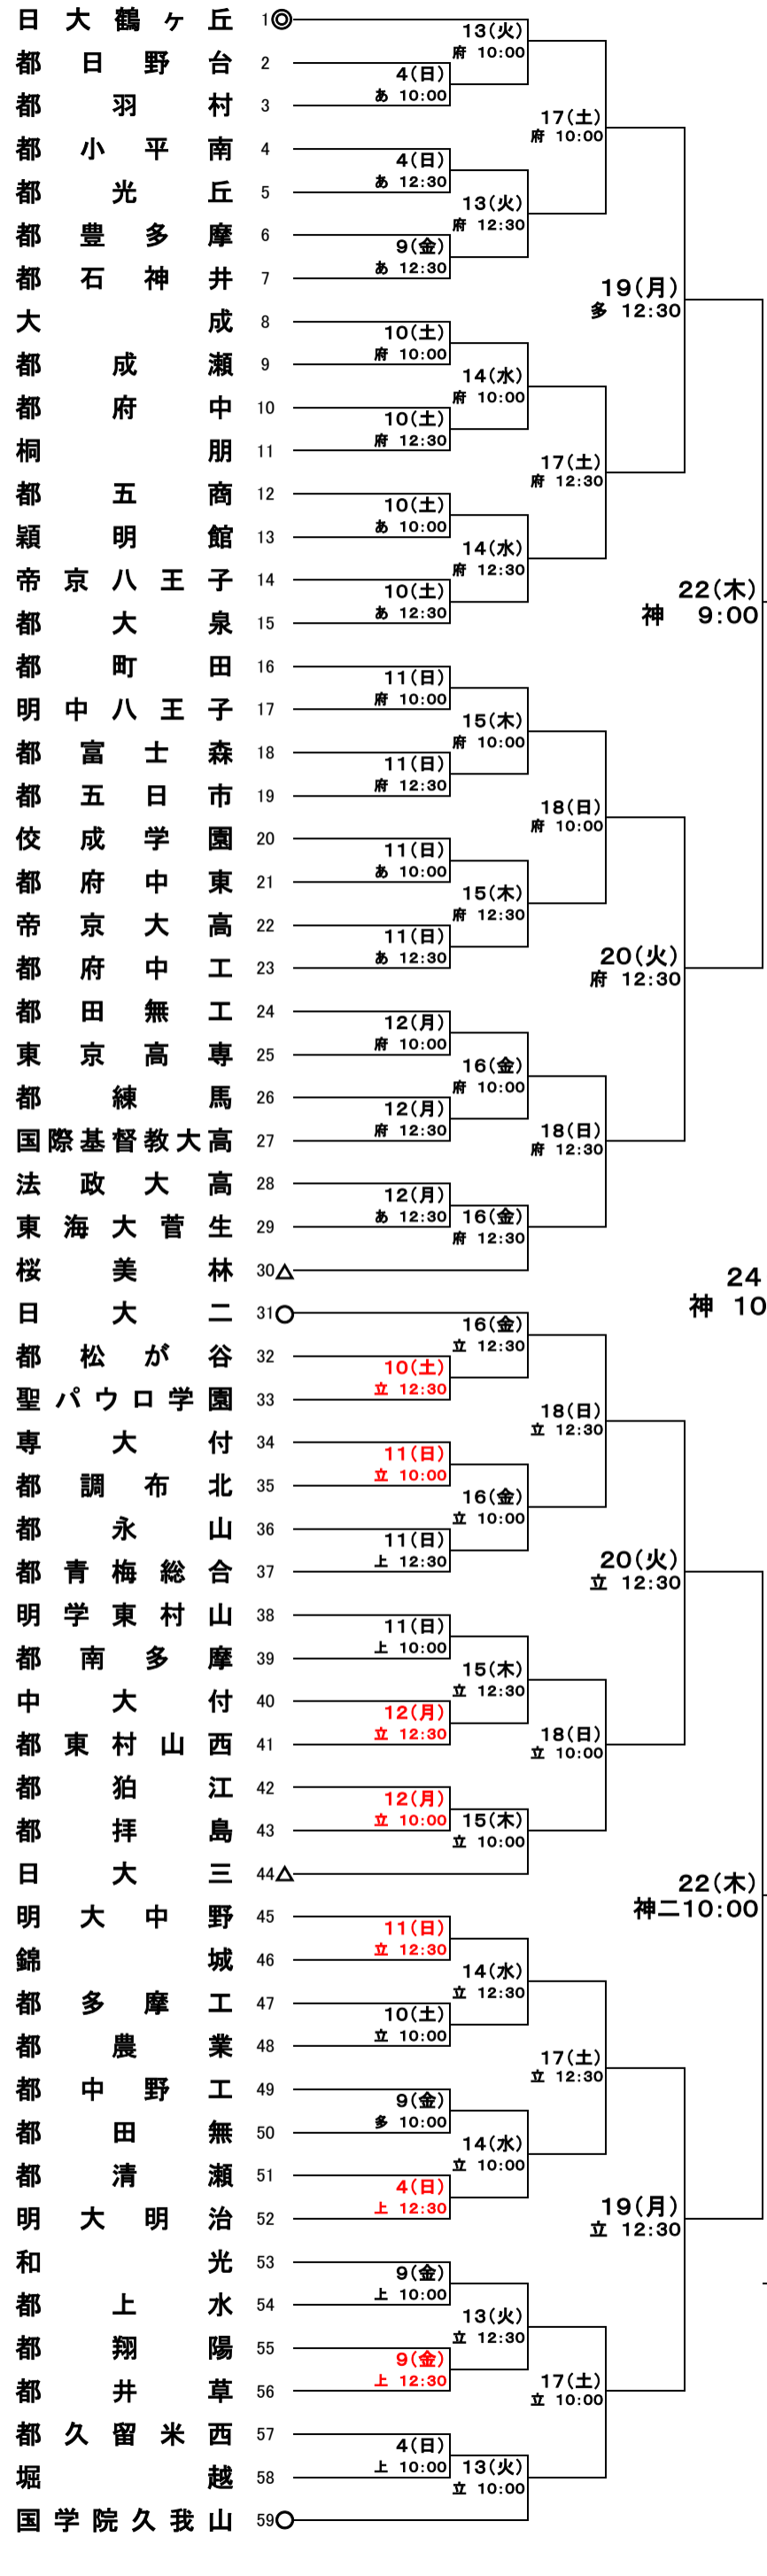 日大鶴ヶ丘 1◎
13(火)
府 10:00
都日野台 2
4(日)
あ 10:00
都羽村 3
17(土)
府 10:00
都小平南 4
4(日)
あ 12:30
都光丘 5
13(火)
府 12:30
都豊多摩 6
9(金)
あ 12:30
都石神井 7
19(月)
多 12:30
大成 8
10(土)
府 10:00
都成瀬 9
14(水)
府 10:00
都府中 10
10(土)
府 12:30
桐朋 11
17(土)
府 12:30
都五商 12
10(土)
あ 10:00
穎明館 13
14(水)
府 12:30
帝京八王子 14
10(土)
あ 12:30
都大泉 15
22(木)
神 9:00
都町田 16
11(日)
府 10:00
明中八王子 17
15(木)
府 10:00
都富士森 18
11(日)
府 12:30
都五日市 19
18(日)
府 10:00
佼成学園 20
11(日)
あ 10:00
都府中東 21
15(木)
府 12:30
帝京大高 22
11(日)
あ 12:30
都府中工 23
20(火)
府 12:30
都田無工 24
12(月)
府 10:00
東京高専 25
16(金)
府 10:00
都練馬 26
12(月)
府 12:30
国際基督教大高 27
18(日)
府 12:30
法政大高 28
12(月)
あ 12:30
東海大菅生 29
16(金)
府 12:30
桜美林 30△
24
神 10
日大二 31○
16(金)
立 12:30
都松が谷 32
10(土)
立 12:30
聖パウロ学園 33
18(日)
立 12:30
専大付 34
11(日)
立 10:00
都調布北 35
16(金)
立 10:00
都永山 36
11(日)
上 12:30
都青梅総合 37
20(火)
立 12:30
明学東村山 38
11(日)
上 10:00
都南多摩 39
15(木)
立 12:30
中大付 40
12(月)
立 12:30
都東村山西 41
18(日)
立 10:00
都狛江 42
12(月)
立 10:00
都拝島 43
15(木)
立 10:00
日大三 44△
22(木)
神二10:00
明大中野 45
11(日)
立 12:30
錦城 46
14(水)
立 12:30
都多摩工 47
10(土)
立 10:00
都農業 48
17(土)
立 12:30
都中野工 49
9(金)
多 10:00
都田無 50
14(水)
立 10:00
都清瀬 51
4(日)
上 12:30
明大明治 52
19(月)
立 12:30
和光 53
9(金)
上 10:00
都上水 54
13(火)
立 12:30
都翔陽 55
9(金)
上 12:30
都井草 56
17(土)
立 10:00
都久留米西 57
4(日)
上 10:00
堀越 58
13(火)
立 10:00
国学院久我山 59○